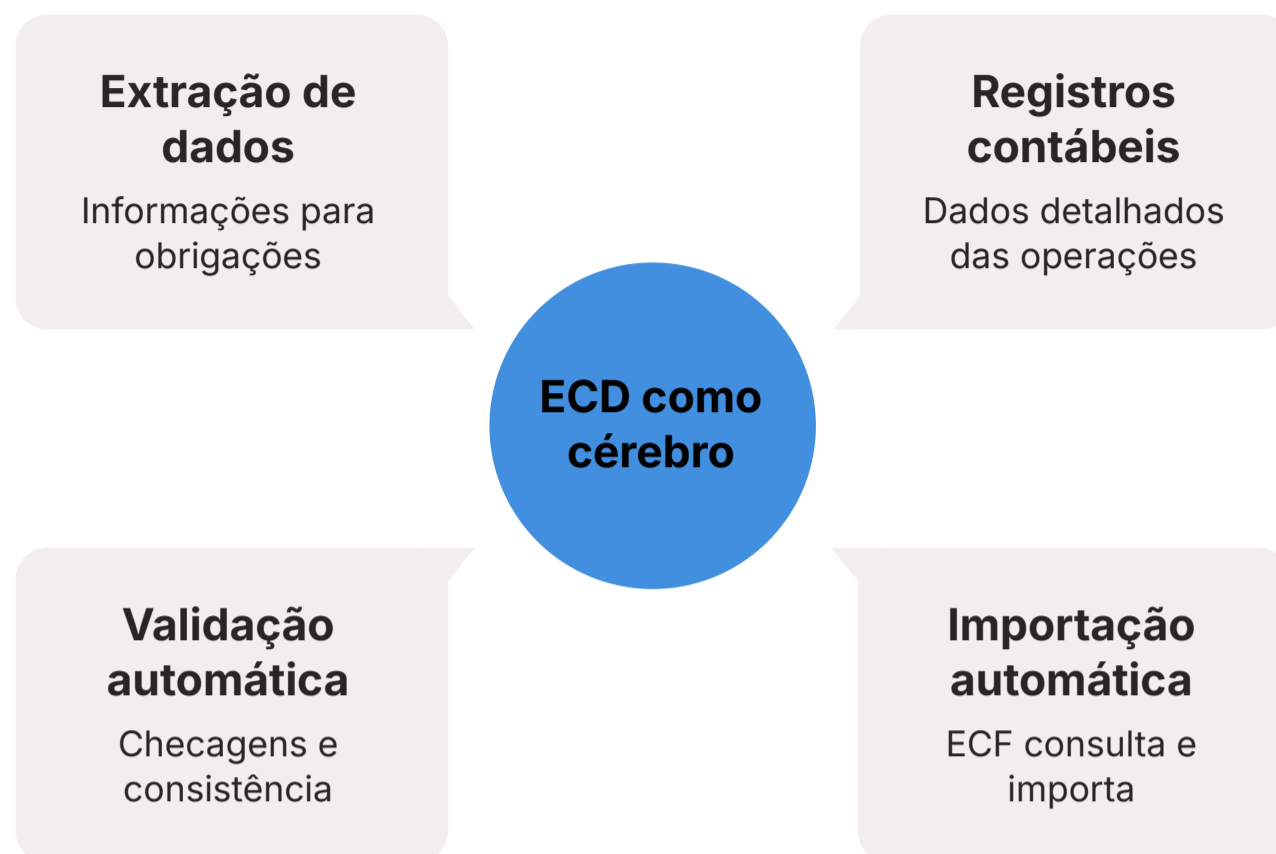 Extração de
dados
Informações para
obrigações
Registros
contábeis
Dados detalhados
das operações
ECD como
cérebro
Validação
automática
Checagens e
consistência
Importação
automática
ECF consulta e
importa